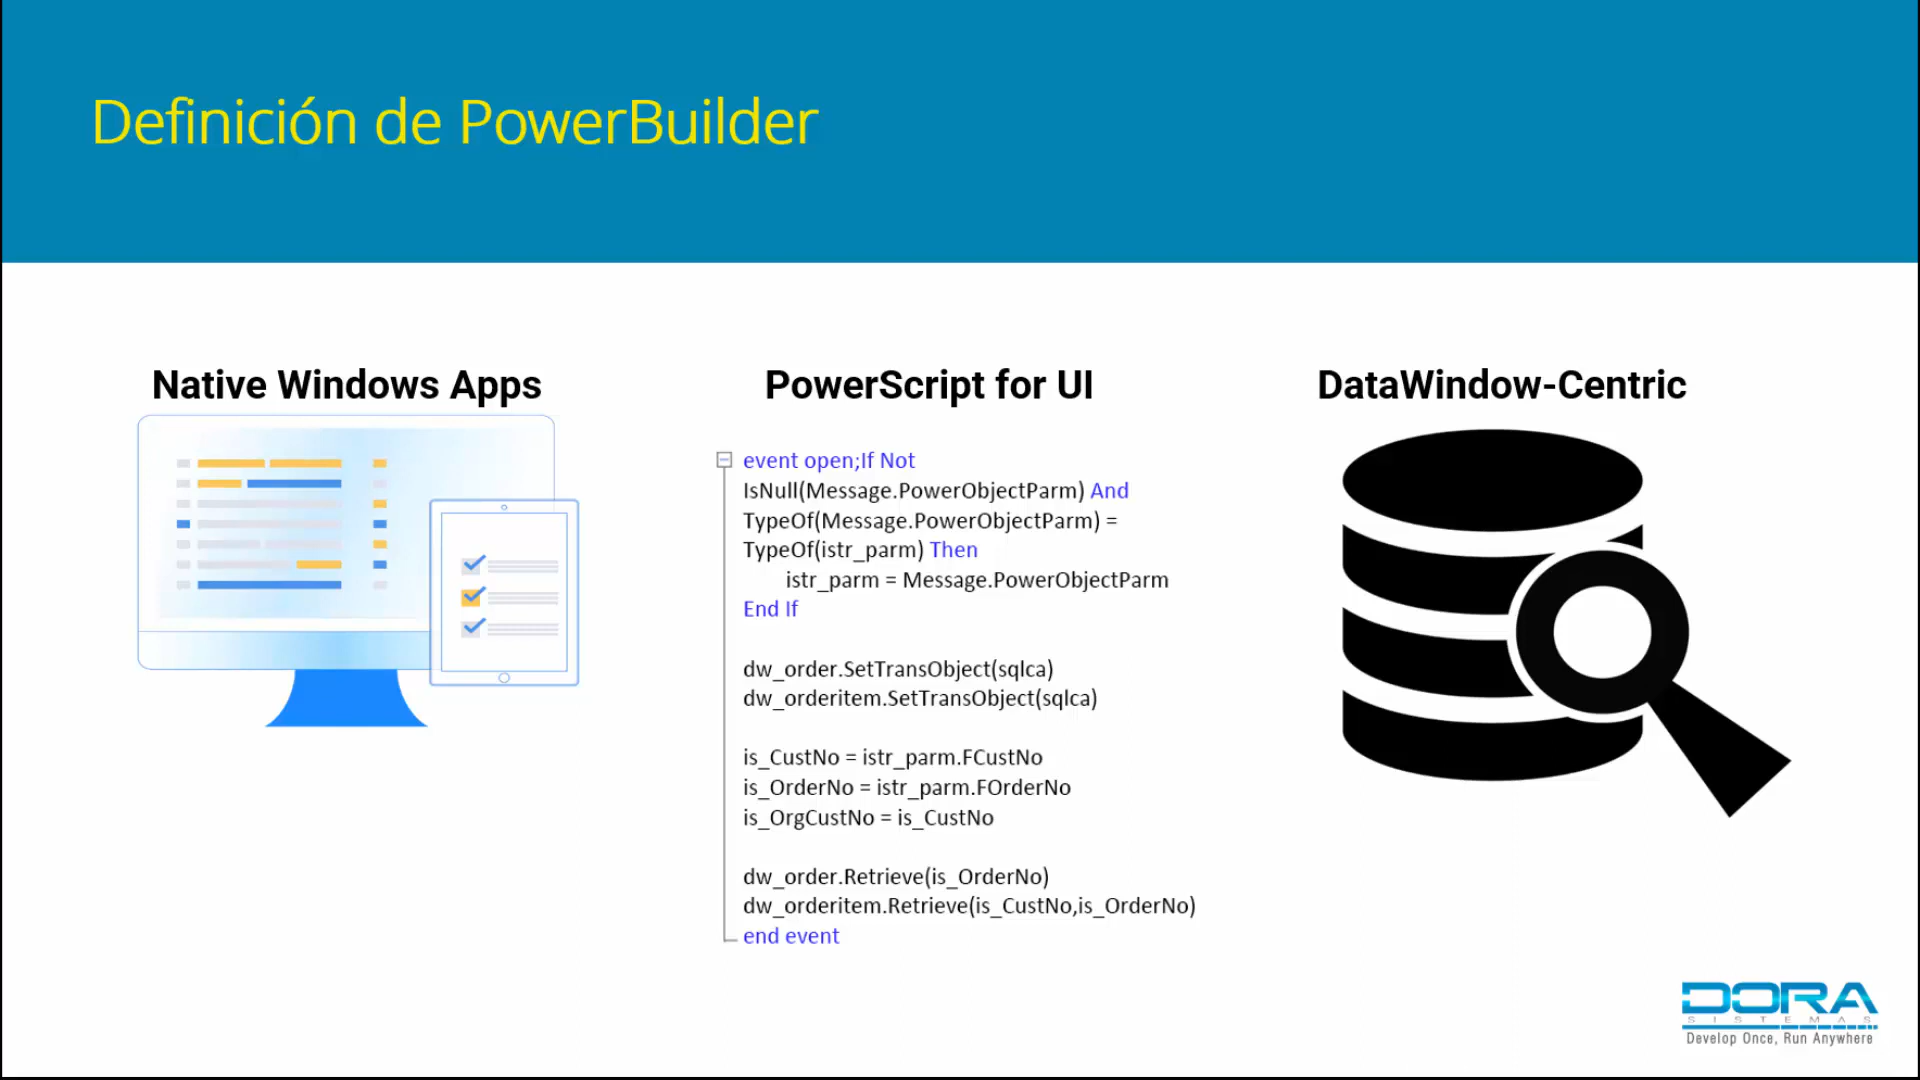 Definición de PowerBuilder
Native Windows Apps
PowerScript for UI
event open;If Not
IsNull(Message.PowerObjectParm) And
TypeOf(Message.PowerObjectParm) =
TypeOf(istr_parm) Then
istr_parm = Message.PowerObjectParm
End If
dw_order.SetTransObject(sqlca)
dw_orderitem.SetTransObject(sqlca)
is_CustNo = istr_parm.FCustNo
is_OrderNo = istr_parm.FOrderNo
is_OrgCustNo = is_CustNo
dw_order.Retrieve(is_OrderNo)
dw_orderitem.Retrieve(is_CustNo,is_OrderNo)
end event
DataWindow-Centric
DORA
SISTEMAS
Develop Once, Run Anywhere